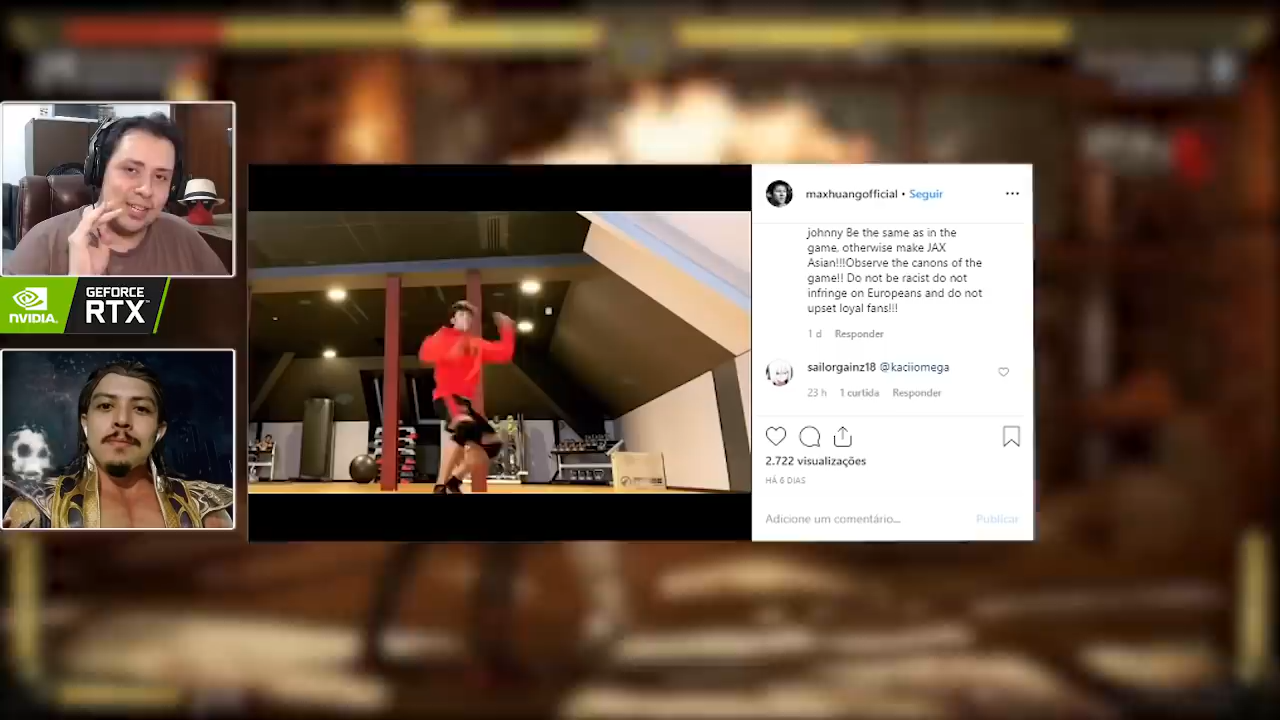 NVIDIA.
GEFORCE
RTX
maxhuangofficial • Seguir
johnny Be the same as in the
game. otherwise make JAX
Asian!!!Observe the canons of the
game!! Do not be racist do not
infringe on Europeans and do not
upset loyal fans!!!
1 d Responder
sailorgainz18 @kaciiomega
23 h 1 curtida Responder
2.722 visualizações
HÁ 6 DIAS
Adicione um comentário... Publicar